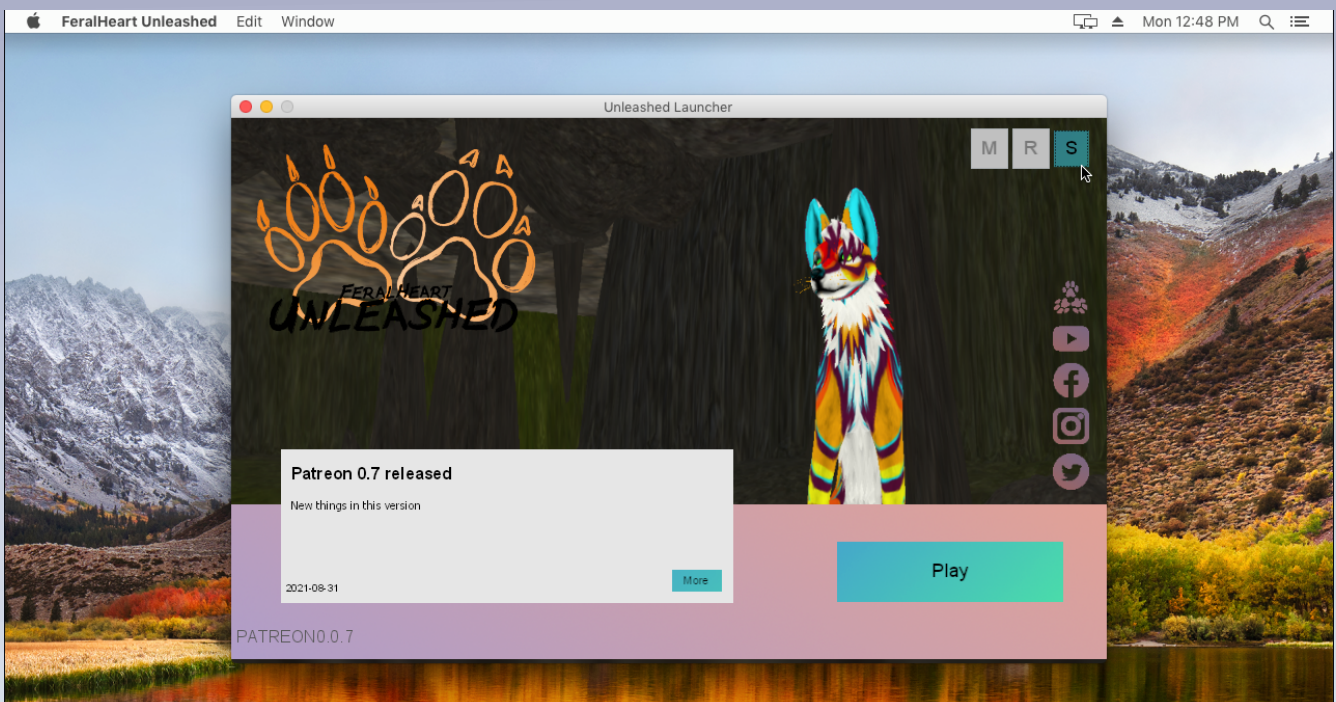 FeralHeart Unleashed Edit Window Mon 12:48 PM
Unleashed Launcher
M R S
FERALHEART
UNLEASHED
Patreon 0.7 released
New things in this version
2021-08-31
More
Play
PATREON0.0.7